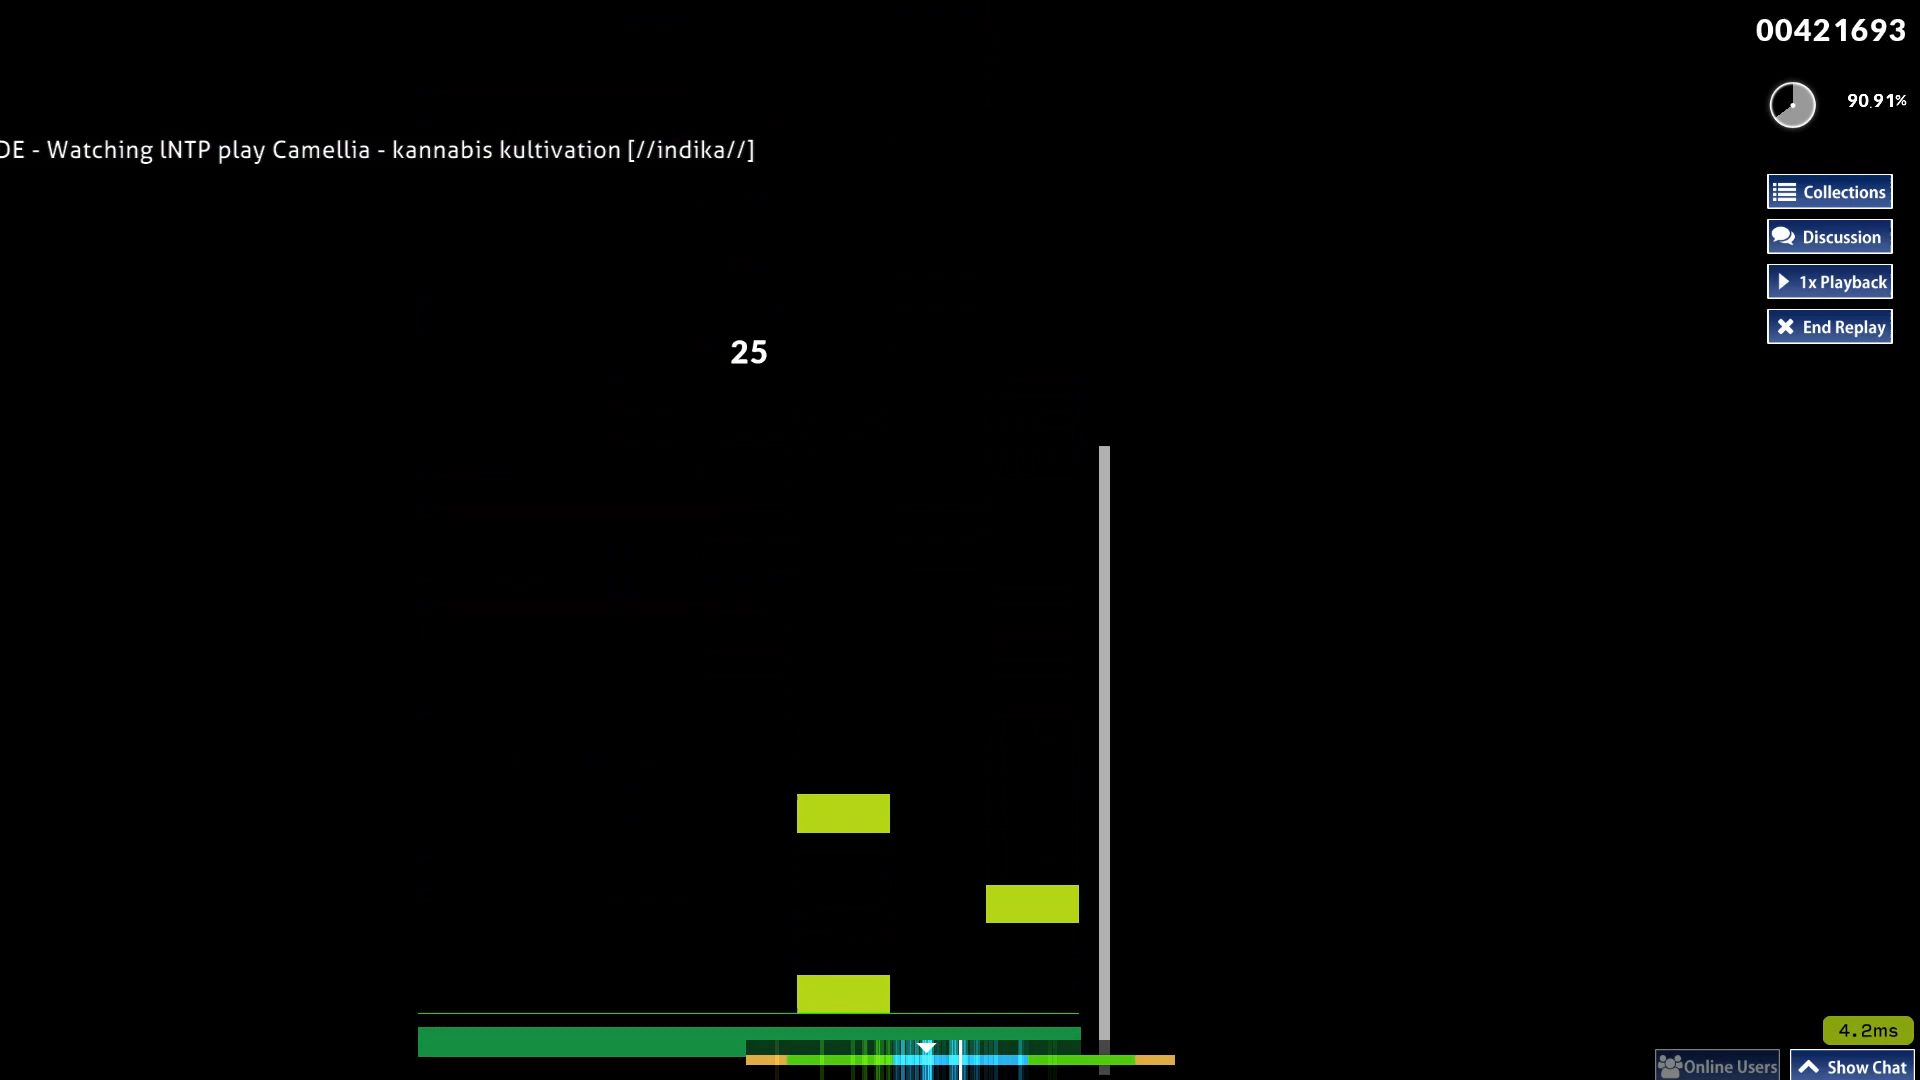 00421693
90.91%
DE - Watching lNTP play Camellia - kannabis kultivation [//indika//]
Collections
Discussion
1x Playback
End Replay
25
4.2ms
Online Users
Show Chat